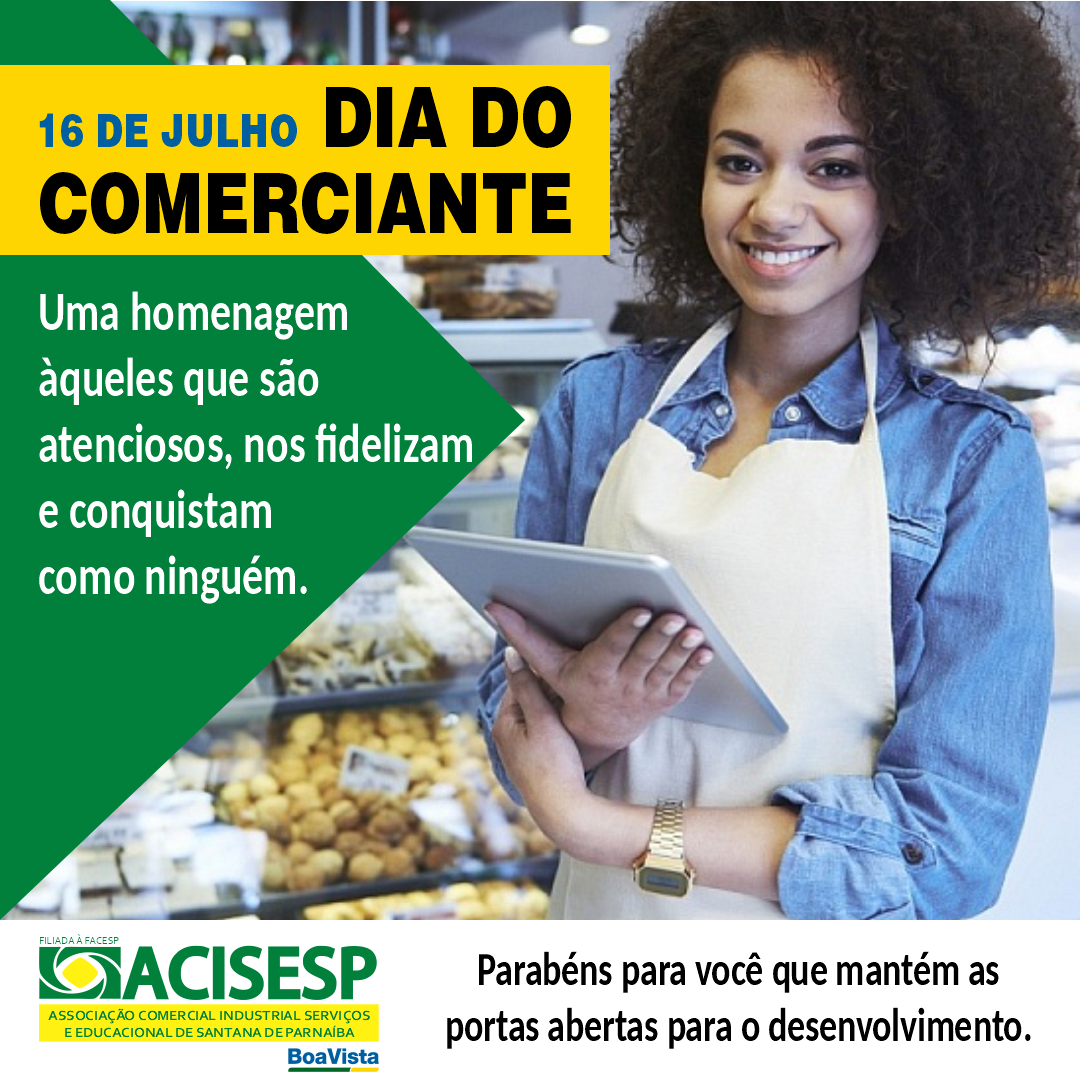 16 DE JULHO DIA DO
COMERCIANTE
Uma homenagem
àqueles que são
atenciosos, nos fidelizam
e conquistam
como ninguém.
FILIADA À FACESP
ACISESP
ASSOCIAÇÃO COMERCIAL INDUSTRIAL SERVIÇOS
E EDUCACIONAL DE SANTANA DE PARNAÍBA
BoaVista
Parabéns para você que mantém as
portas abertas para o desenvolvimento.